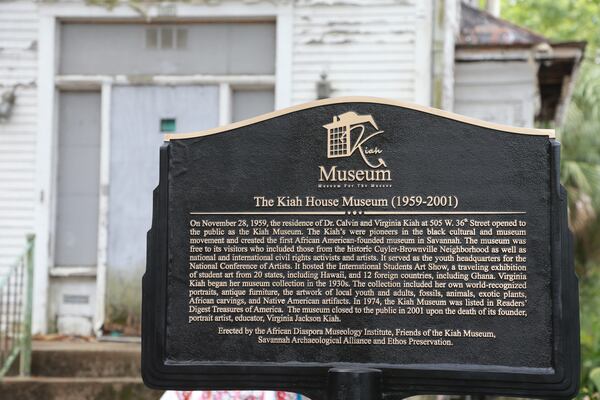 Kiah
Museum
Museum For The Masses
The Kiah House Museum (1959-2001)
On November 28, 1959, the residence of Dr. Calvin and Virginia Kiah at 505 W. 36th Street opened to
the public as the Kiah Museum. The Kiah's were pioneers in the black cultural and museum
movement and created the first African American-founded museum in Savannah. The museum was
free to its visitors who included those from the historic Cuyler-Brownville Neighborhood as well as
national and international civil rights activists and artists. It served as the youth headquarters for the
National Conference of Artists. It hosted the International Students Art Show, a traveling exhibition
of student art from 20 states, including Hawaii, and 12 foreign countries, including Ghana. Virginia
Kiah began her museum collection in the 1930s. The collection included her own world-recognized
portraits, antique furniture, the artwork of local youth and adults, fossils, animals, exotic plants,
African carvings, and Native American artifacts. In 1974, the Kiah Museum was listed in Readers'
Digest Treasures of America. The museum closed to the public in 2001 upon the death of its founder,
portrait artist, educator, Virginia Jackson Kiah.
Erected by the African Diaspora Museology Institute, Friends of the Kiah Museum,
Savannah Archaeological Alliance and Ethos Preservation.